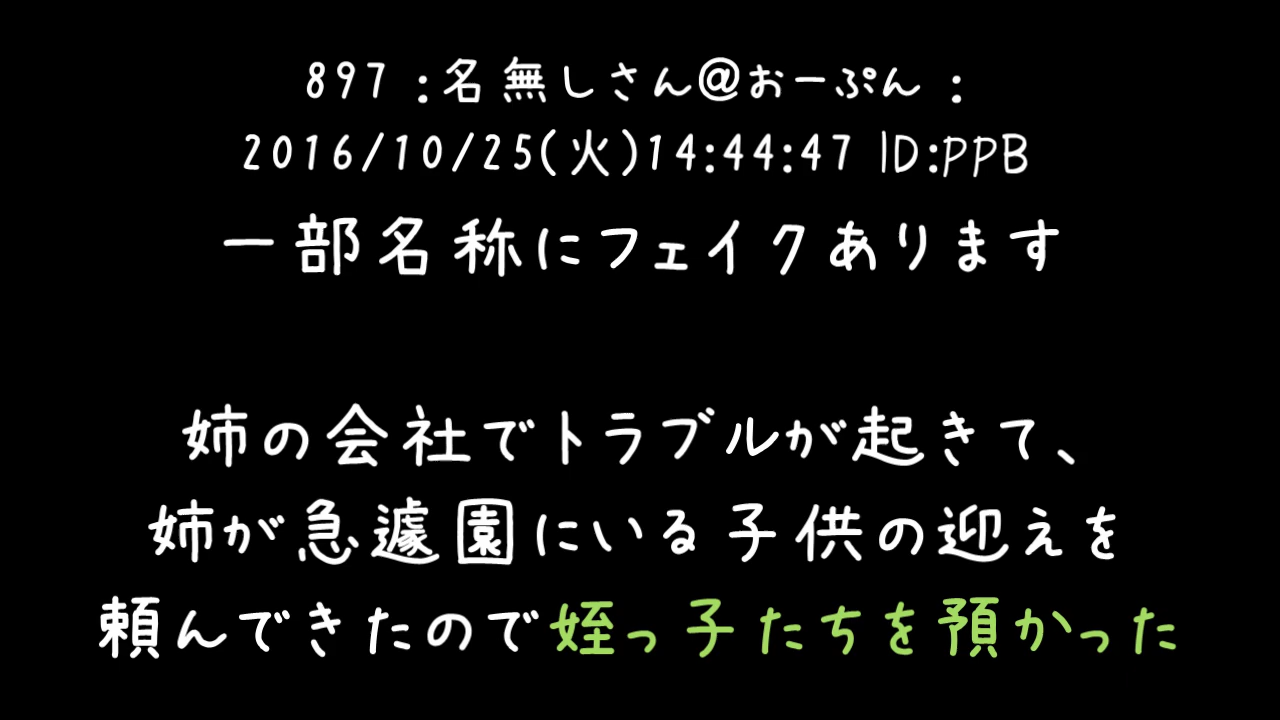 897 :名無しさん@おーぷん :
2016/10/25(火)14:44:47 ID:ppB
一部名称にフェイクあります
姉の会社でトラブルが起きて、
姉が急遽園にいる子供の迎えを
頼んできたので姪っ子たちを預かった